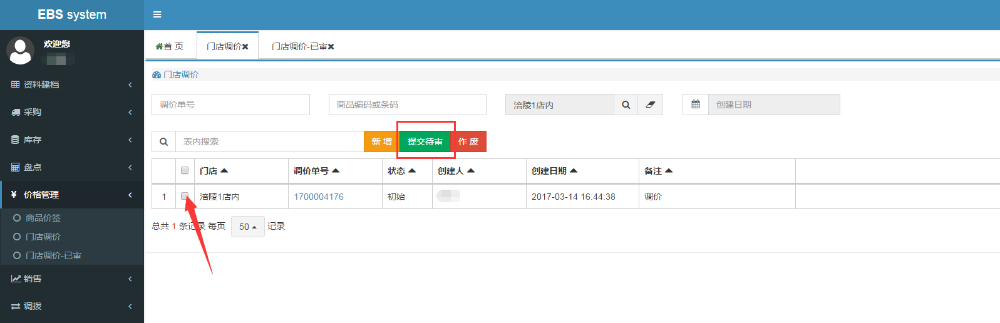 EBS system
欢迎您
资料建档
采购
库存
盘点
¥ 价格管理
商品价签
门店调价
门店调价-已审
销售
调拨
首 页 门店调价 门店调价-已审
门店调价
调价单号 商品编码或条码 涪陵1店内 创建日期
表内搜索 新 增 提交待审 作 废
门店 调价单号 状态 创建人 创建日期 备注
1 涪陵1店内 1700004176 初始 2017-03-14 16:44:38 调价
总共 1 条记录 每页 50 记录